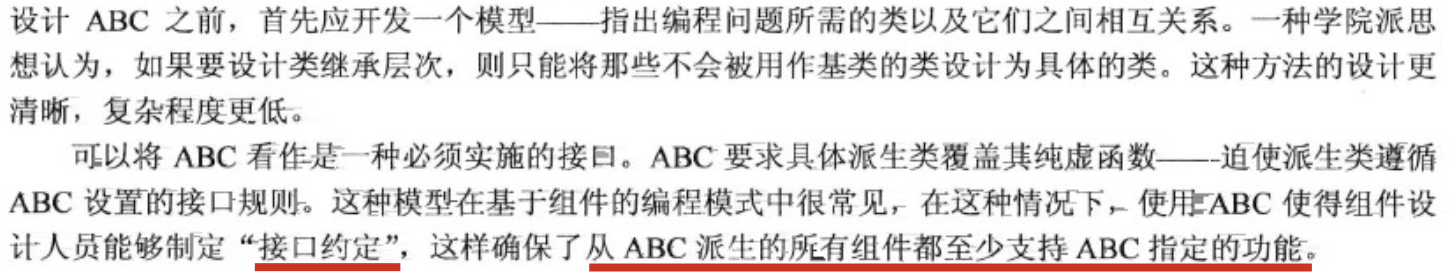 设计 ABC 之前，首先应开发一个模型——指出编程问题所需的类以及它们之间相互关系。一种学院派思
想认为，如果要设计类继承层次，则只能将那些不会被用作基类的类设计为具体的类。这种方法的设计更
清晰，复杂程度更低。
可以将 ABC 看作是一种必须实施的接口。ABC 要求具体派生类覆盖其纯虚函数——迫使派生类遵循
ABC 设置的接口规则。这种模型在基于组件的编程模式中很常见，在这种情况下，使用 ABC 使得组件设
计人员能够制定“接口约定”，这样确保了从 ABC 派生的所有组件都至少支持 ABC 指定的功能。